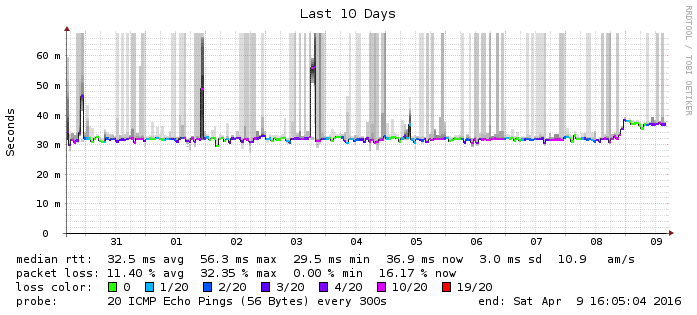 Last 10 Days
RRDTOOL / TOBI OETIKER
Seconds
60 m
50 m
40 m
30 m
20 m
10 m
0
31 01 02 03 04 05 06 07 08 09
median rtt: 32.5 ms avg 56.3 ms max 29.5 ms min 36.9 ms now 3.0 ms sd 10.9 am/s
packet loss: 11.40 % avg 32.35 % max 0.00 % min 16.17 % now
loss color: 0 1/20 2/20 3/20 4/20 10/20 19/20
probe: 20 ICMP Echo Pings (56 Bytes) every 300s end: Sat Apr 9 16:05:04 2016